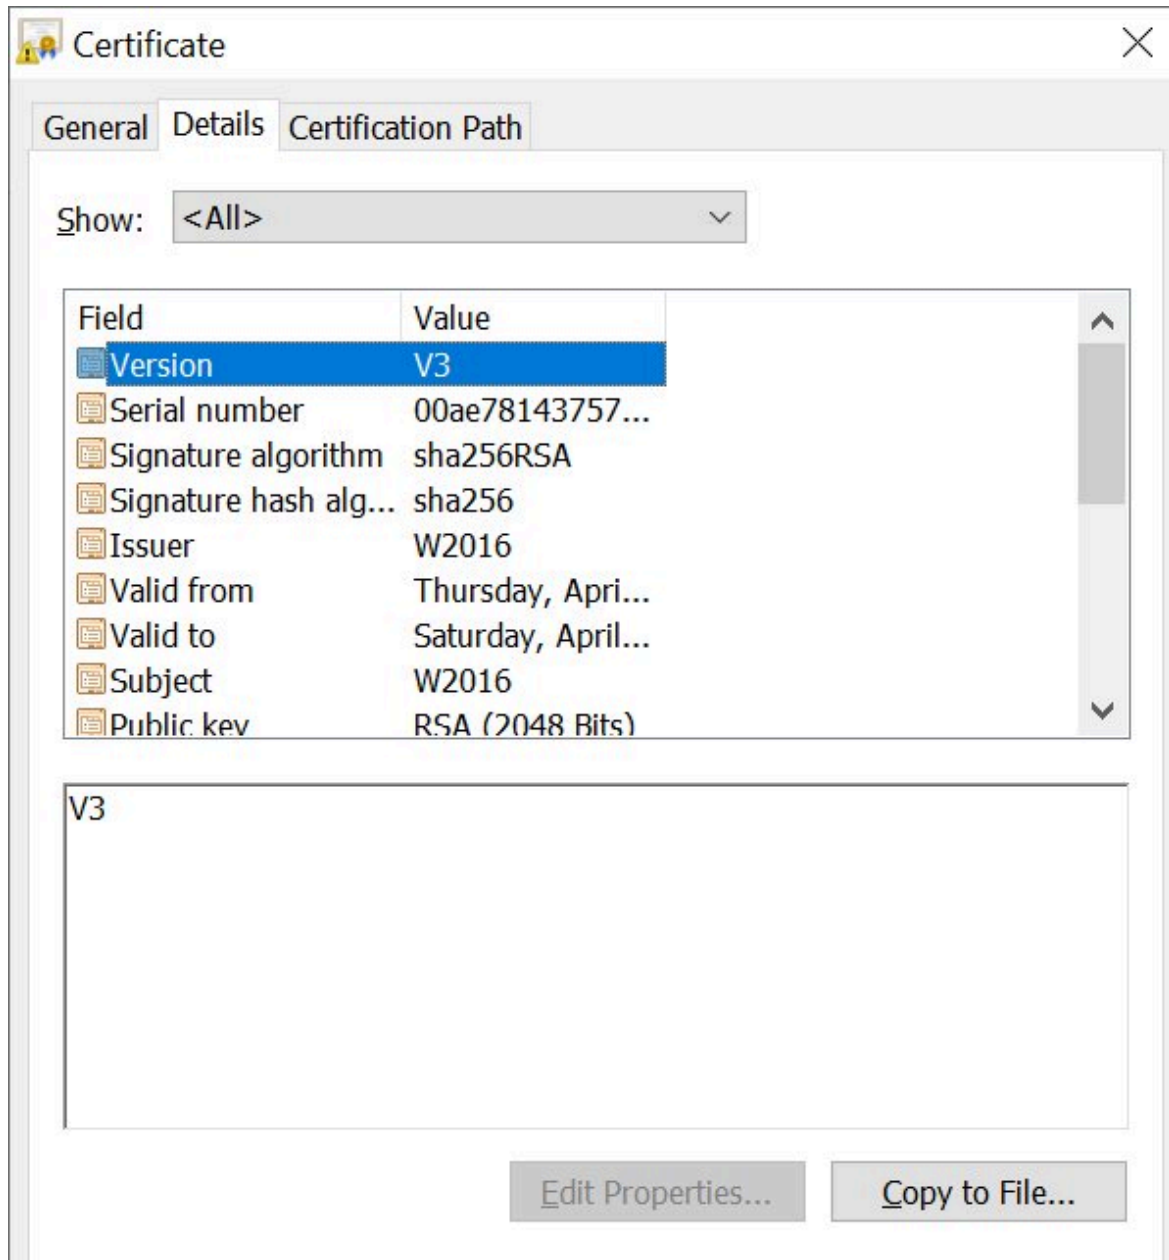 Certificate
General Details Certification Path
Show: <All>
Field Value
Version V3
Serial number 00ae78143757...
Signature algorithm sha256RSA
Signature hash alg... sha256
Issuer W2016
Valid from Thursday, Apri...
Valid to Saturday, April...
Subject W2016
Public key RSA (2048 Bits)
V3
Edit Properties... Copy to File...